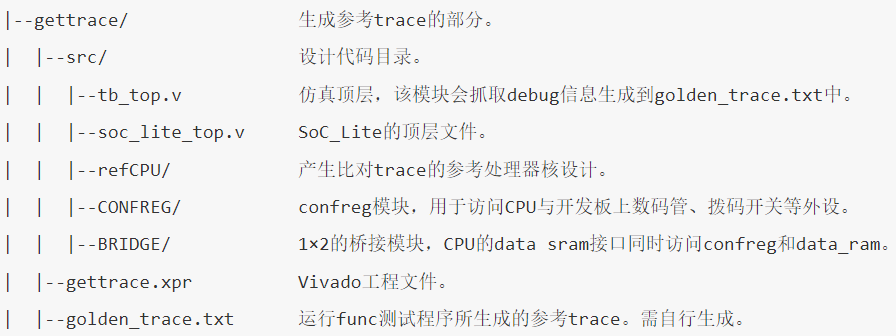 |--gettrace/ 生成参考trace的部分。
| |--src/ 设计代码目录。
| | |--tb_top.v 仿真顶层，该模块会抓取debug信息生成到golden_trace.txt中。
| | |--soc_lite_top.v SoC_Lite的顶层文件。
| | |--refCPU/ 产生比对trace的参考处理器核设计。
| | |--CONFREG/ confreg模块，用于访问CPU与开发板上数码管、拨码开关等外设。
| | |--BRIDGE/ 1×2的桥接模块，CPU的data sram接口同时访问confreg和data_ram。
| |--gettrace.xpr Vivado工程文件。
| |--golden_trace.txt 运行func测试程序所生成的参考trace。需自行生成。